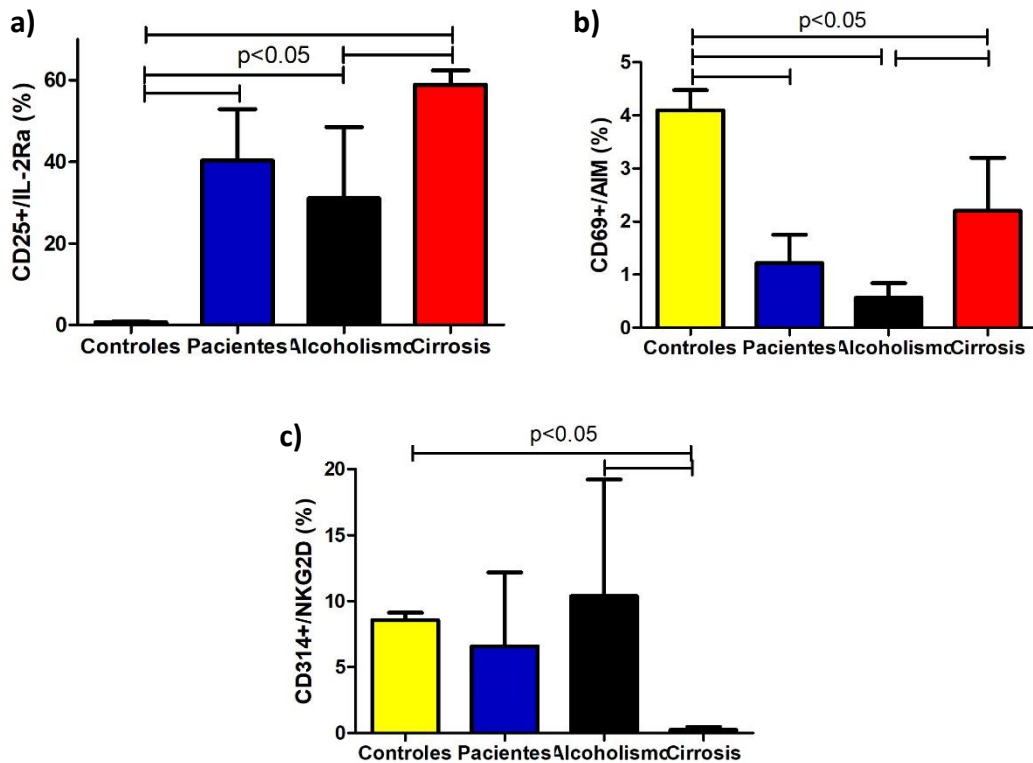 a)
p<0.05
CD25+/IL-2Ra (%)
60
40
20
0
Controles Pacientes Alcoholismo Cirrosis
b)
p<0.05
CD69+/AIM (%)
5
4
3
2
1
0
Controles Pacientes Alcoholismo Cirrosis
c)
p<0.05
CD314+/NKG2D (%)
20
15
10
5
0
Controles Pacientes Alcoholismo Cirrosis